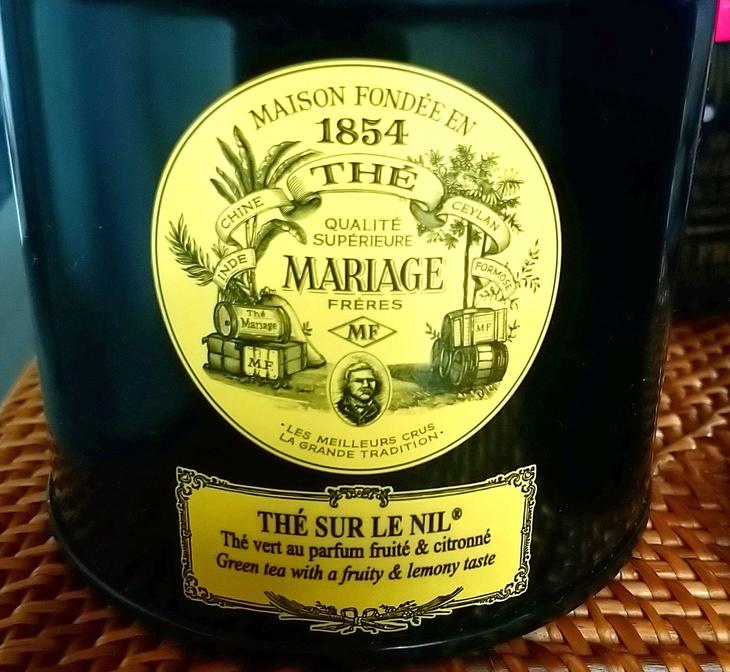 MAISON FONDÉE EN
1854
THÉ
CHINE
CEYLAN
INDE
FORMOSE
QUALITÉ
SUPÉRIEURE
MARIAGE
FRÈRES
MF
Thé
Mariage
M.F.
MF
·LES MEILLEURS CRUS
LA GRANDE TRADITION·
THÉ SUR LE NIL®
Thé vert au parfum fruité & citronné
Green tea with a fruity & lemony taste